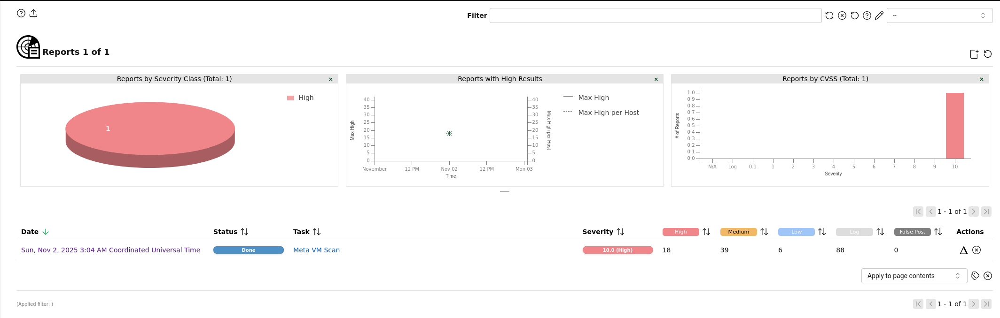 Filter
--
Reports 1 of 1
Reports by Severity Class (Total: 1)
High
1
Reports with High Results
Max High
40
35
30
25
20
15
10
5
0
40
35
30
25
20
15
10
5
0
Max High per Host
November 12 PM Nov 02 12 PM Mon 03
Time
Max High
Max High per Host
Reports by CVSS (Total: 1)
# of Reports
1.0
0.9
0.8
0.7
0.6
0.5
0.4
0.3
0.2
0.1
0.0
N/A Log 0.1 1 2 3 4 5 6 7 8 9 10
Severity
1 - 1 of 1
Date Status Task Severity High Medium Low Log False Pos. Actions
Sun, Nov 2, 2025 3:04 AM Coordinated Universal Time Done Meta VM Scan 10.0 (High) 18 39 6 88 0
Apply to page contents
(Applied filter: )
1 - 1 of 1